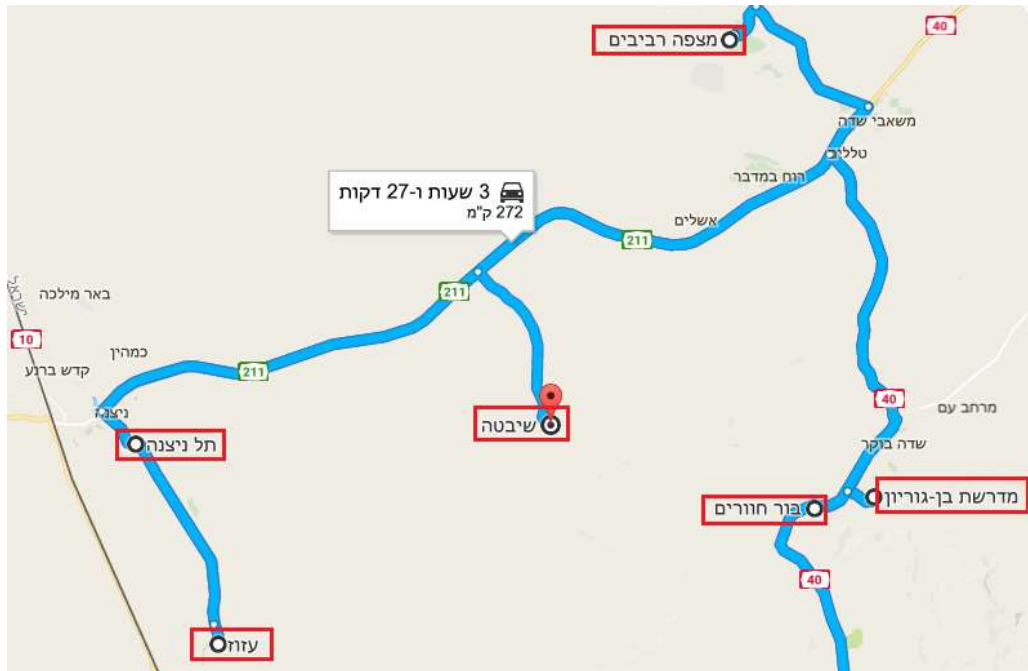 40
מצפה רביבים
משאבי שדה
טללים
רוח במדבר
3 שעות ו-27 דקות
272 ק"מ
אשלים
211
211
ישראל
באר מילכה
10
כמהין
211
קדש ברנע
ניצנה
תל ניצנה
שיבטה
40
מרחב עם
שדה בוקר
מדרשת בן-גוריון
בור חוורים
40
עזוז